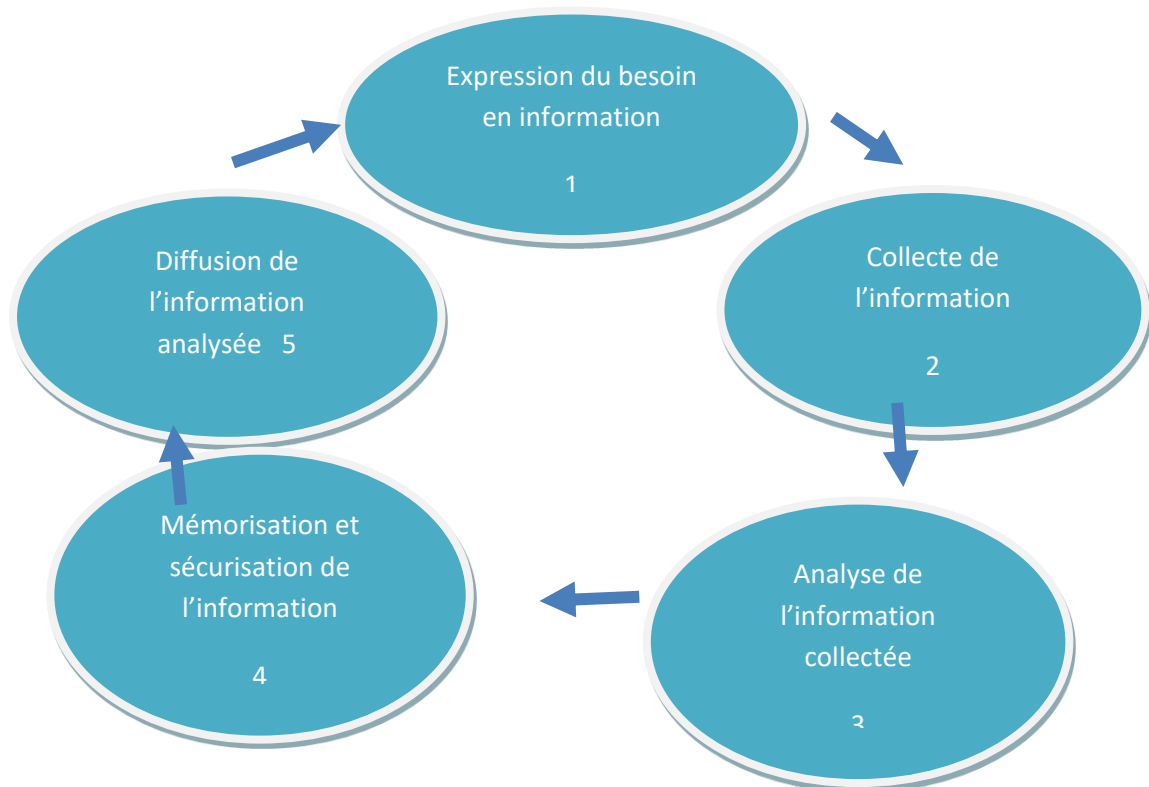 Expression du besoin
en information
1
Collecte de
l’information
2
Analyse de
l’information
collectée
3
Mémorisation et
sécurisation de
l’information
4
Diffusion de
l’information
analysée 5